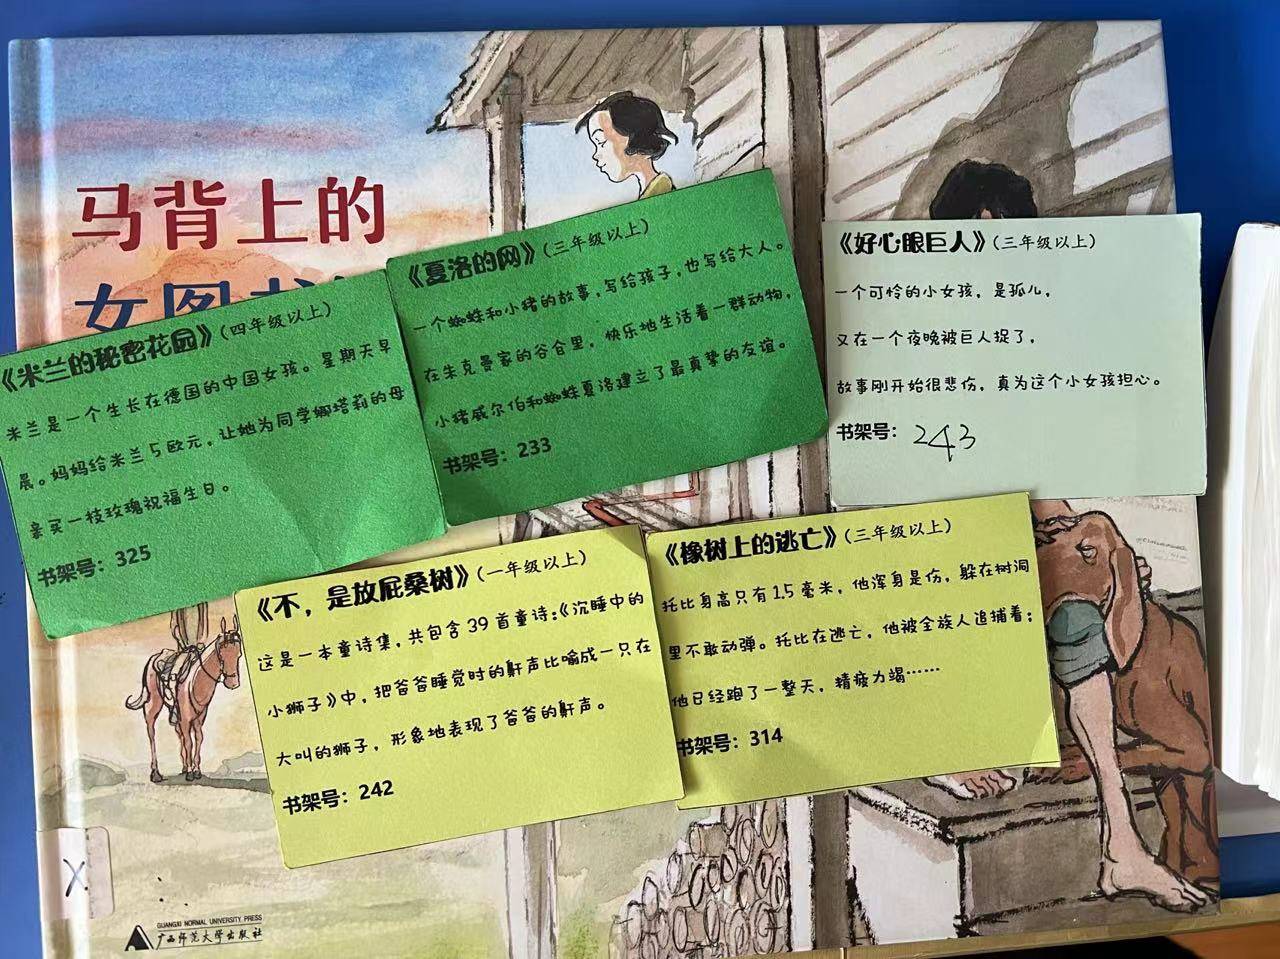 马背上的
女图书
《米兰的秘密花园》(四年级以上)
米兰是一个生长在德国的中国女孩。星期天早
晨。妈妈给米兰5欧元,让她为同学娜塔莉的母
亲买一枝玫瑰祝福生日。
书架号:325
《夏洛的网》(三年级以上)
一个蜘蛛和小猪的故事,写给孩子,也写给大人。
在朱克曼家的谷仓里,快乐地生活着一群动物,
小猪威尔伯和蜘蛛夏洛建立了最真挚的友谊。
书架号:233
《好心眼巨人》(三年级以上)
一个可怜的小女孩,是孤儿,
又在一个夜晚被巨人捉了,
故事刚开始很悲伤,真为这个小女孩担心。
书架号:243
《不,是放屁桑树》(一年级以上)
这是一本童诗集,共包含39首童诗:《沉睡中的
小狮子》中,把爸爸睡觉时的鼾声比喻成一只在
大叫的狮子,形象地表现了爸爸的鼾声。
书架号:242
《橡树上的逃亡》(三年级以上)
托比身高只有1.5毫米,他浑身是伤,躲在树洞
里不敢动弹。托比在逃亡,他被全族人追捕着;
他已经跑了一整天,精疲力竭……
书架号:314
X
GUANGXI NORMAL UNIVERSITY PRESS
广西师范大学出版社